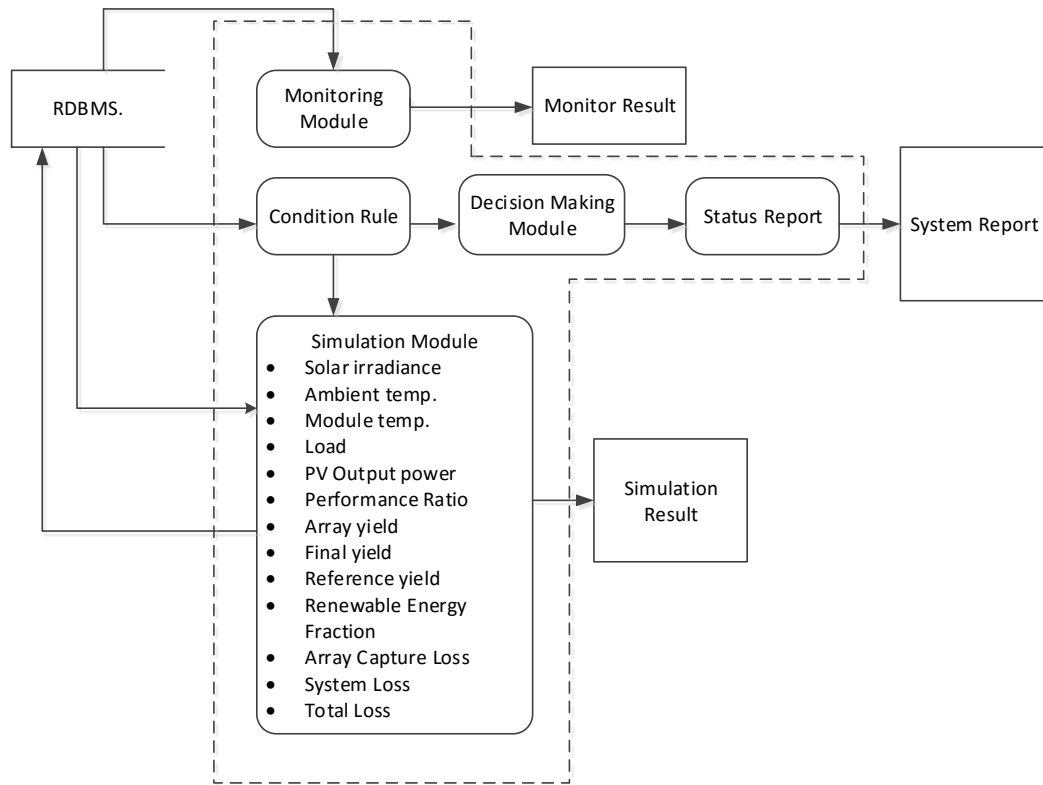 RDBMS.
Monitoring
Module
Monitor Result
Condition Rule
Decision Making
Module
Status Report
System Report
Simulation Module
• Solar irradiance
• Ambient temp.
• Module temp.
• Load
• PV Output power
• Performance Ratio
• Array yield
• Final yield
• Reference yield
• Renewable Energy
Fraction
• Array Capture Loss
• System Loss
• Total Loss
Simulation
Result